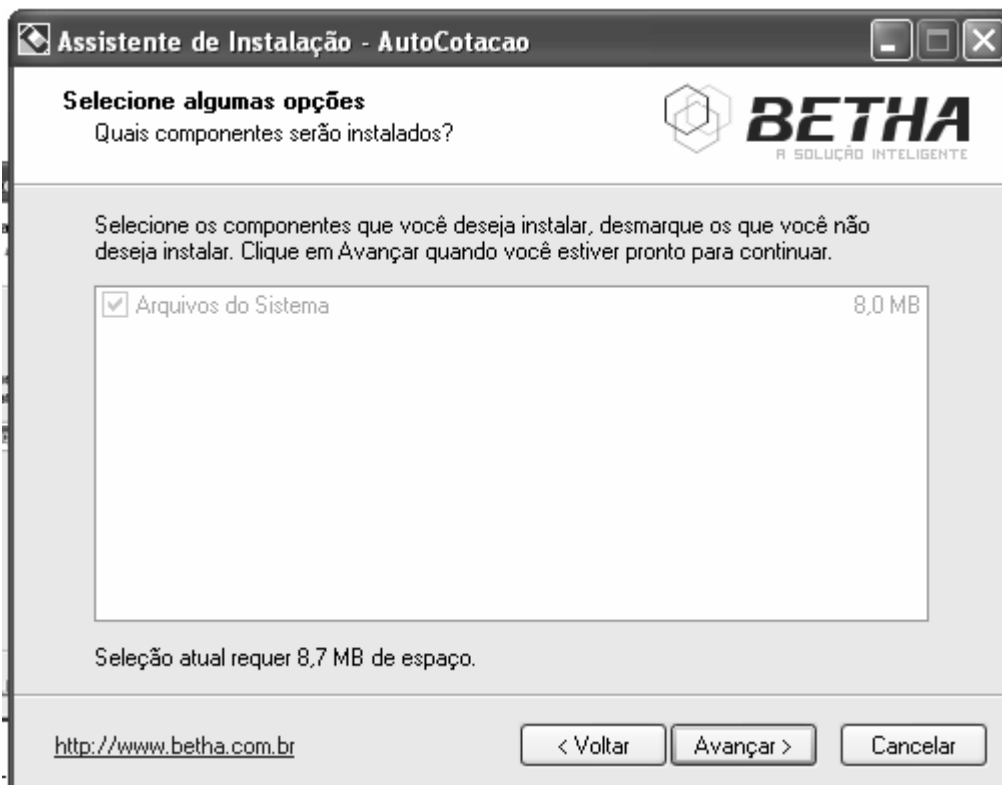 Assistente de Instalação - AutoCotacao
Selecione algumas opções
Quais componentes serão instalados?
BETHA
A SOLUÇÃO INTELIGENTE
Selecione os componentes que você deseja instalar, desmarque os que você não
deseja instalar. Clique em Avançar quando você estiver pronto para continuar.
Arquivos do Sistema 8,0 MB
Seleção atual requer 8,7 MB de espaço.
http://www.betha.com.br < Voltar Avançar > Cancelar